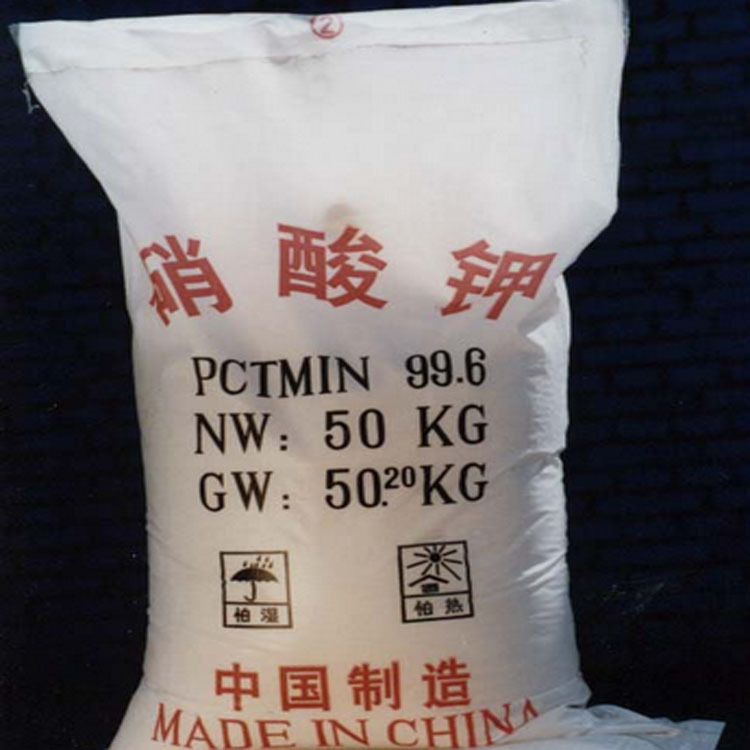 ②
硝酸钾
PCTMIN 99.6
NW: 50 KG
GW: 50.20KG
怕湿 怕热
中国制造
MADE IN CHINA